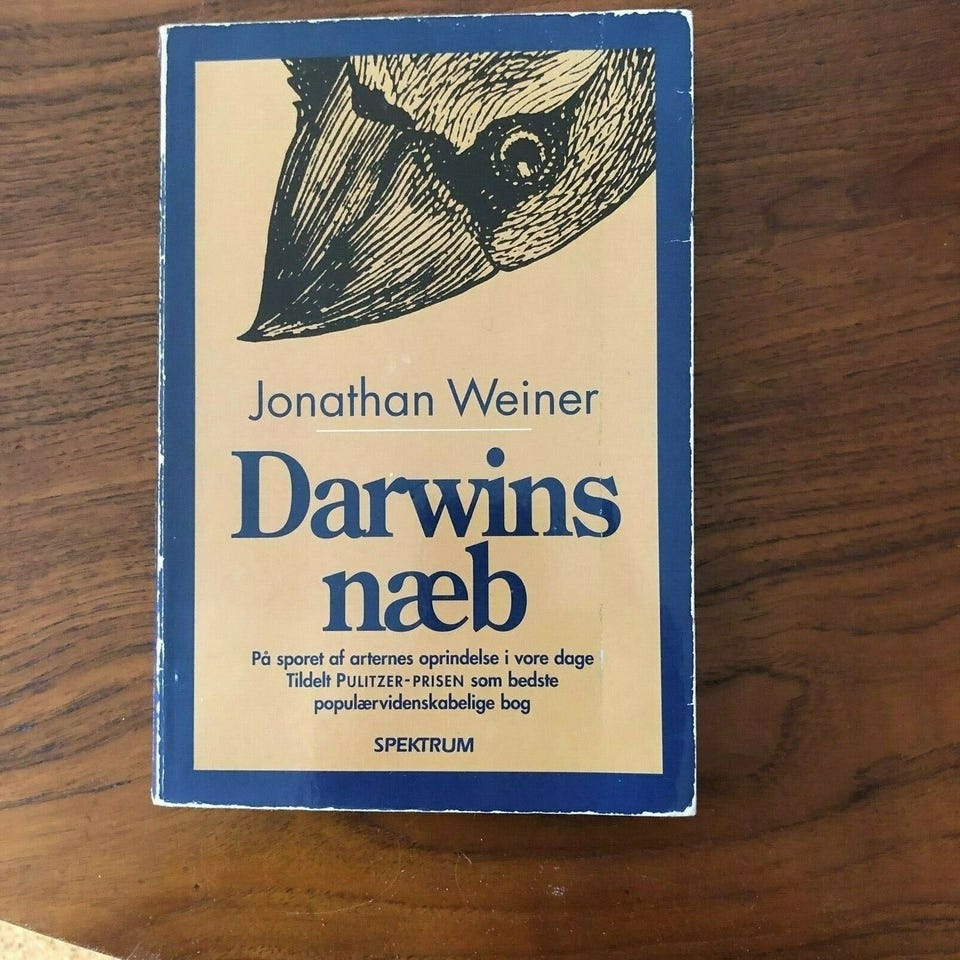 Jonathan Weiner
Darwins
næb
På sporet af arternes oprindelse i vore dage
Tildelt PULITZER-PRISEN som bedste
populærvidenskabelige bog
SPEKTRUM